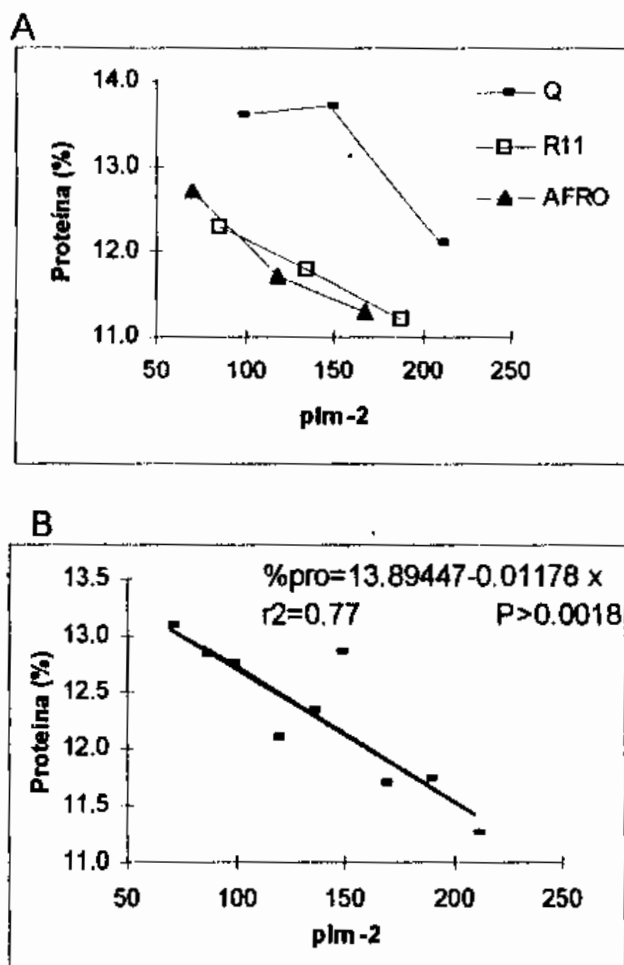 A
14.0
13.0
12.0
11.0
Proteína (%)
50 100 150 200 250
plm-2
Q
R11
AFRO
B
%pro=13.89447-0.01178 x
r2=0.77 P>0.0018
13.5
13.0
12.5
12.0
11.5
11.0
Proteína (%)
50 100 150 200 250
plm-2